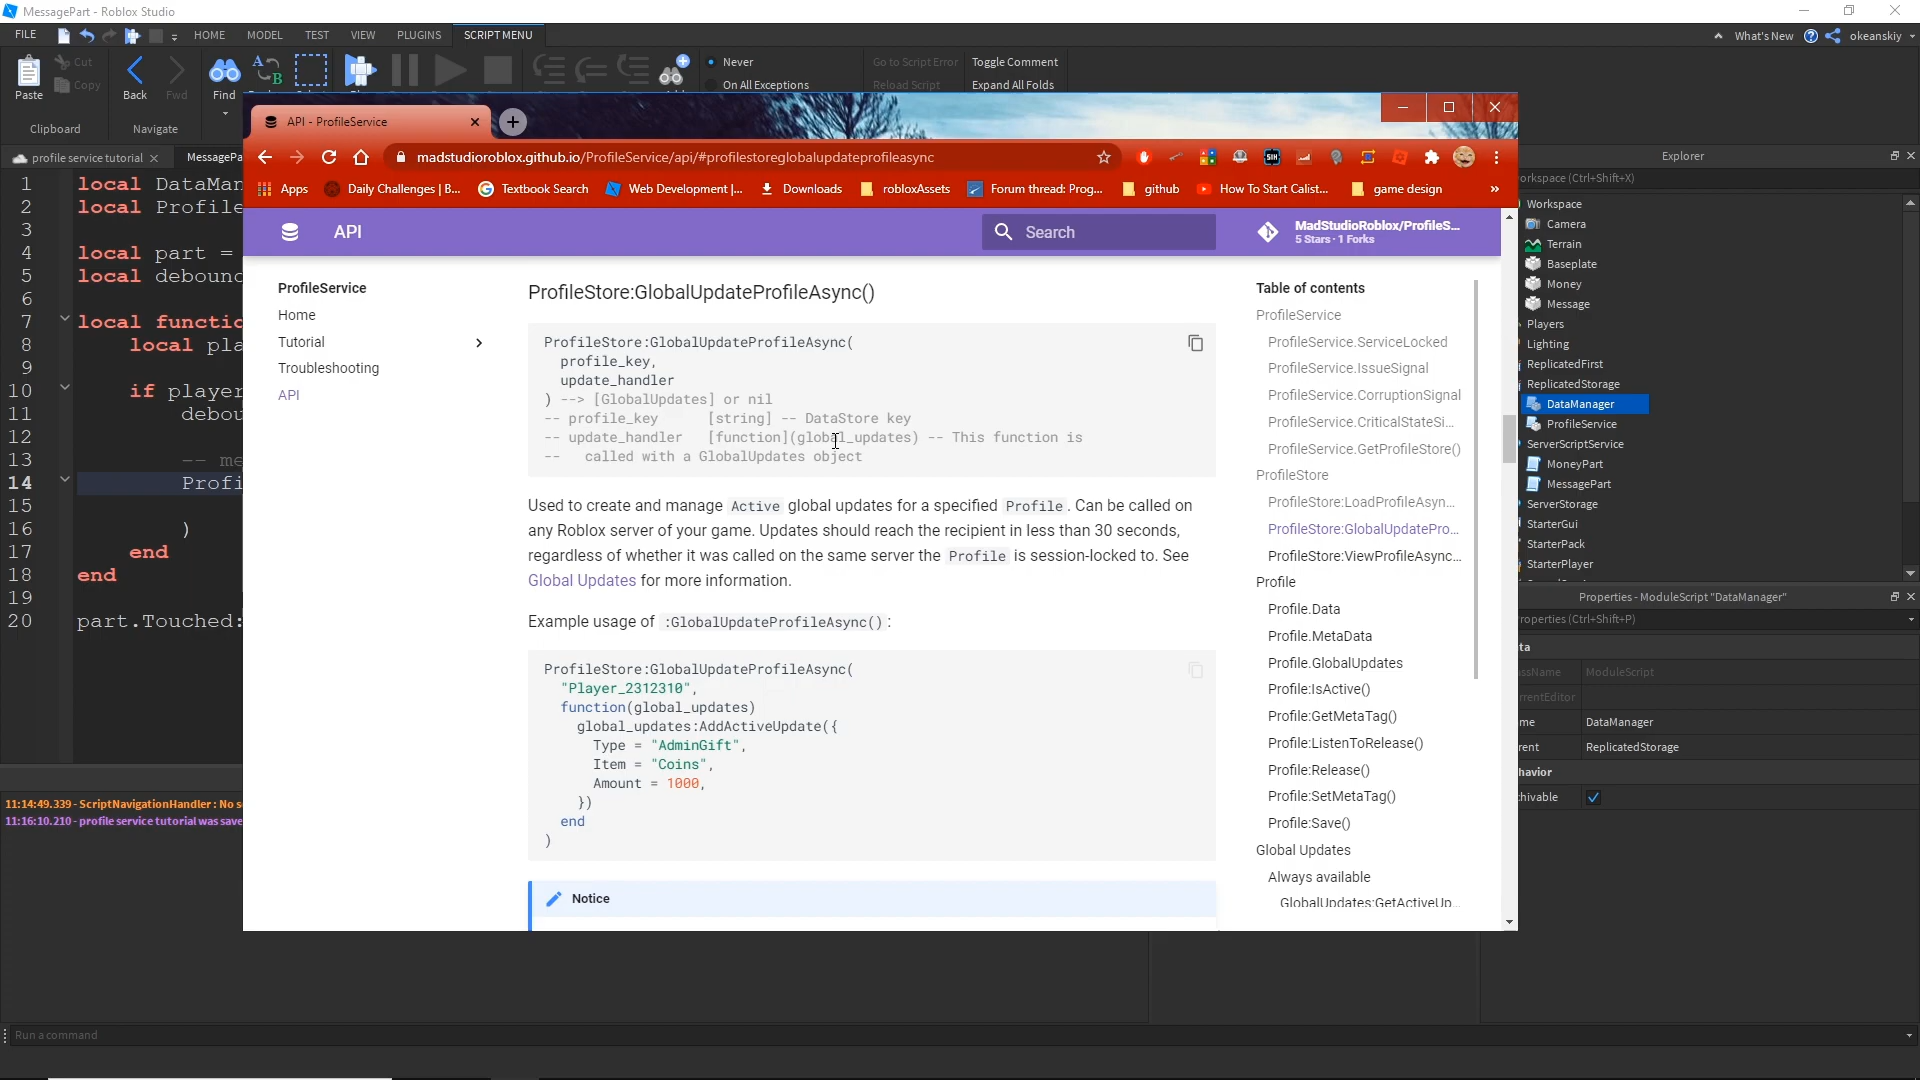 MessagePart - Roblox Studio
FILE HOME MODEL TEST VIEW PLUGINS SCRIPT MENU What's New okeanskiy
Paste Cut Copy Back Fwd Find
Never
On All Exceptions
Go to Script Error
Reload Script
Toggle Comment
Expand All Folds
Clipboard Navigate
profile service tutorial MessagePa
1 local DataMan
2 local Profile
3
4 local part =
5 local debounc
6
7 local functio
8 local pla
9
10 if player
11 debou
12
13 -- me
14 Profi
15
16 )
17 end
18 end
19
20 part.Touched:
11:14:49.339 - ScriptNavigationHandler : No s
11:16:10.210 - profile service tutorial was save
Run a command
API - ProfileService
madstudioroblox.github.io/ProfileService/api/#profilestoreglobalupdateprofileasync
Apps Daily Challenges | B... Textbook Search Web Development |... Downloads robloxAssets Forum thread: Prog... github How To Start Calist... game design »
API Search MadStudioRoblox/ProfileS...
5 Stars · 1 Forks
ProfileService
Home
Tutorial
Troubleshooting
API
ProfileStore:GlobalUpdateProfileAsync()
ProfileStore:GlobalUpdateProfileAsync(
profile_key,
update_handler
) --> [GlobalUpdates] or nil
-- profile_key [string] -- DataStore key
-- update_handler [function](global_updates) -- This function is
-- called with a GlobalUpdates object
Used to create and manage Active global updates for a specified Profile. Can be called on
any Roblox server of your game. Updates should reach the recipient in less than 30 seconds,
regardless of whether it was called on the same server the Profile is session-locked to. See
Global Updates for more information.
Example usage of :GlobalUpdateProfileAsync():
ProfileStore:GlobalUpdateProfileAsync(
"Player_2312310",
function(global_updates)
global_updates:AddActiveUpdate({
Type = "AdminGift",
Item = "Coins",
Amount = 1000,
})
end
)
Notice
Table of contents
ProfileService
ProfileService.ServiceLocked
ProfileService.IssueSignal
ProfileService.CorruptionSignal
ProfileService.CriticalStateSi...
ProfileService.GetProfileStore()
ProfileStore
ProfileStore:LoadProfileAsyn...
ProfileStore:GlobalUpdatePro...
ProfileStore:ViewProfileAsync...
Profile
Profile.Data
Profile.MetaData
Profile.GlobalUpdates
Profile:IsActive()
Profile:GetMetaTag()
Profile:ListenToRelease()
Profile:Release()
Profile:SetMetaTag()
Profile:Save()
Global Updates
Always available
GlobalUpdates:GetActiveUp...
Explorer
orkspace (Ctrl+Shift+X)
Workspace
Camera
Terrain
Baseplate
Money
Message
Players
Lighting
ReplicatedFirst
ReplicatedStorage
DataManager
ProfileService
ServerScriptService
MoneyPart
MessagePart
ServerStorage
StarterGui
StarterPack
StarterPlayer
Properties - ModuleScript "DataManager"
roperties (Ctrl+Shift+P)
ta
assName ModuleScript
rrentEditor
me DataManager
rent ReplicatedStorage
havior
chivable